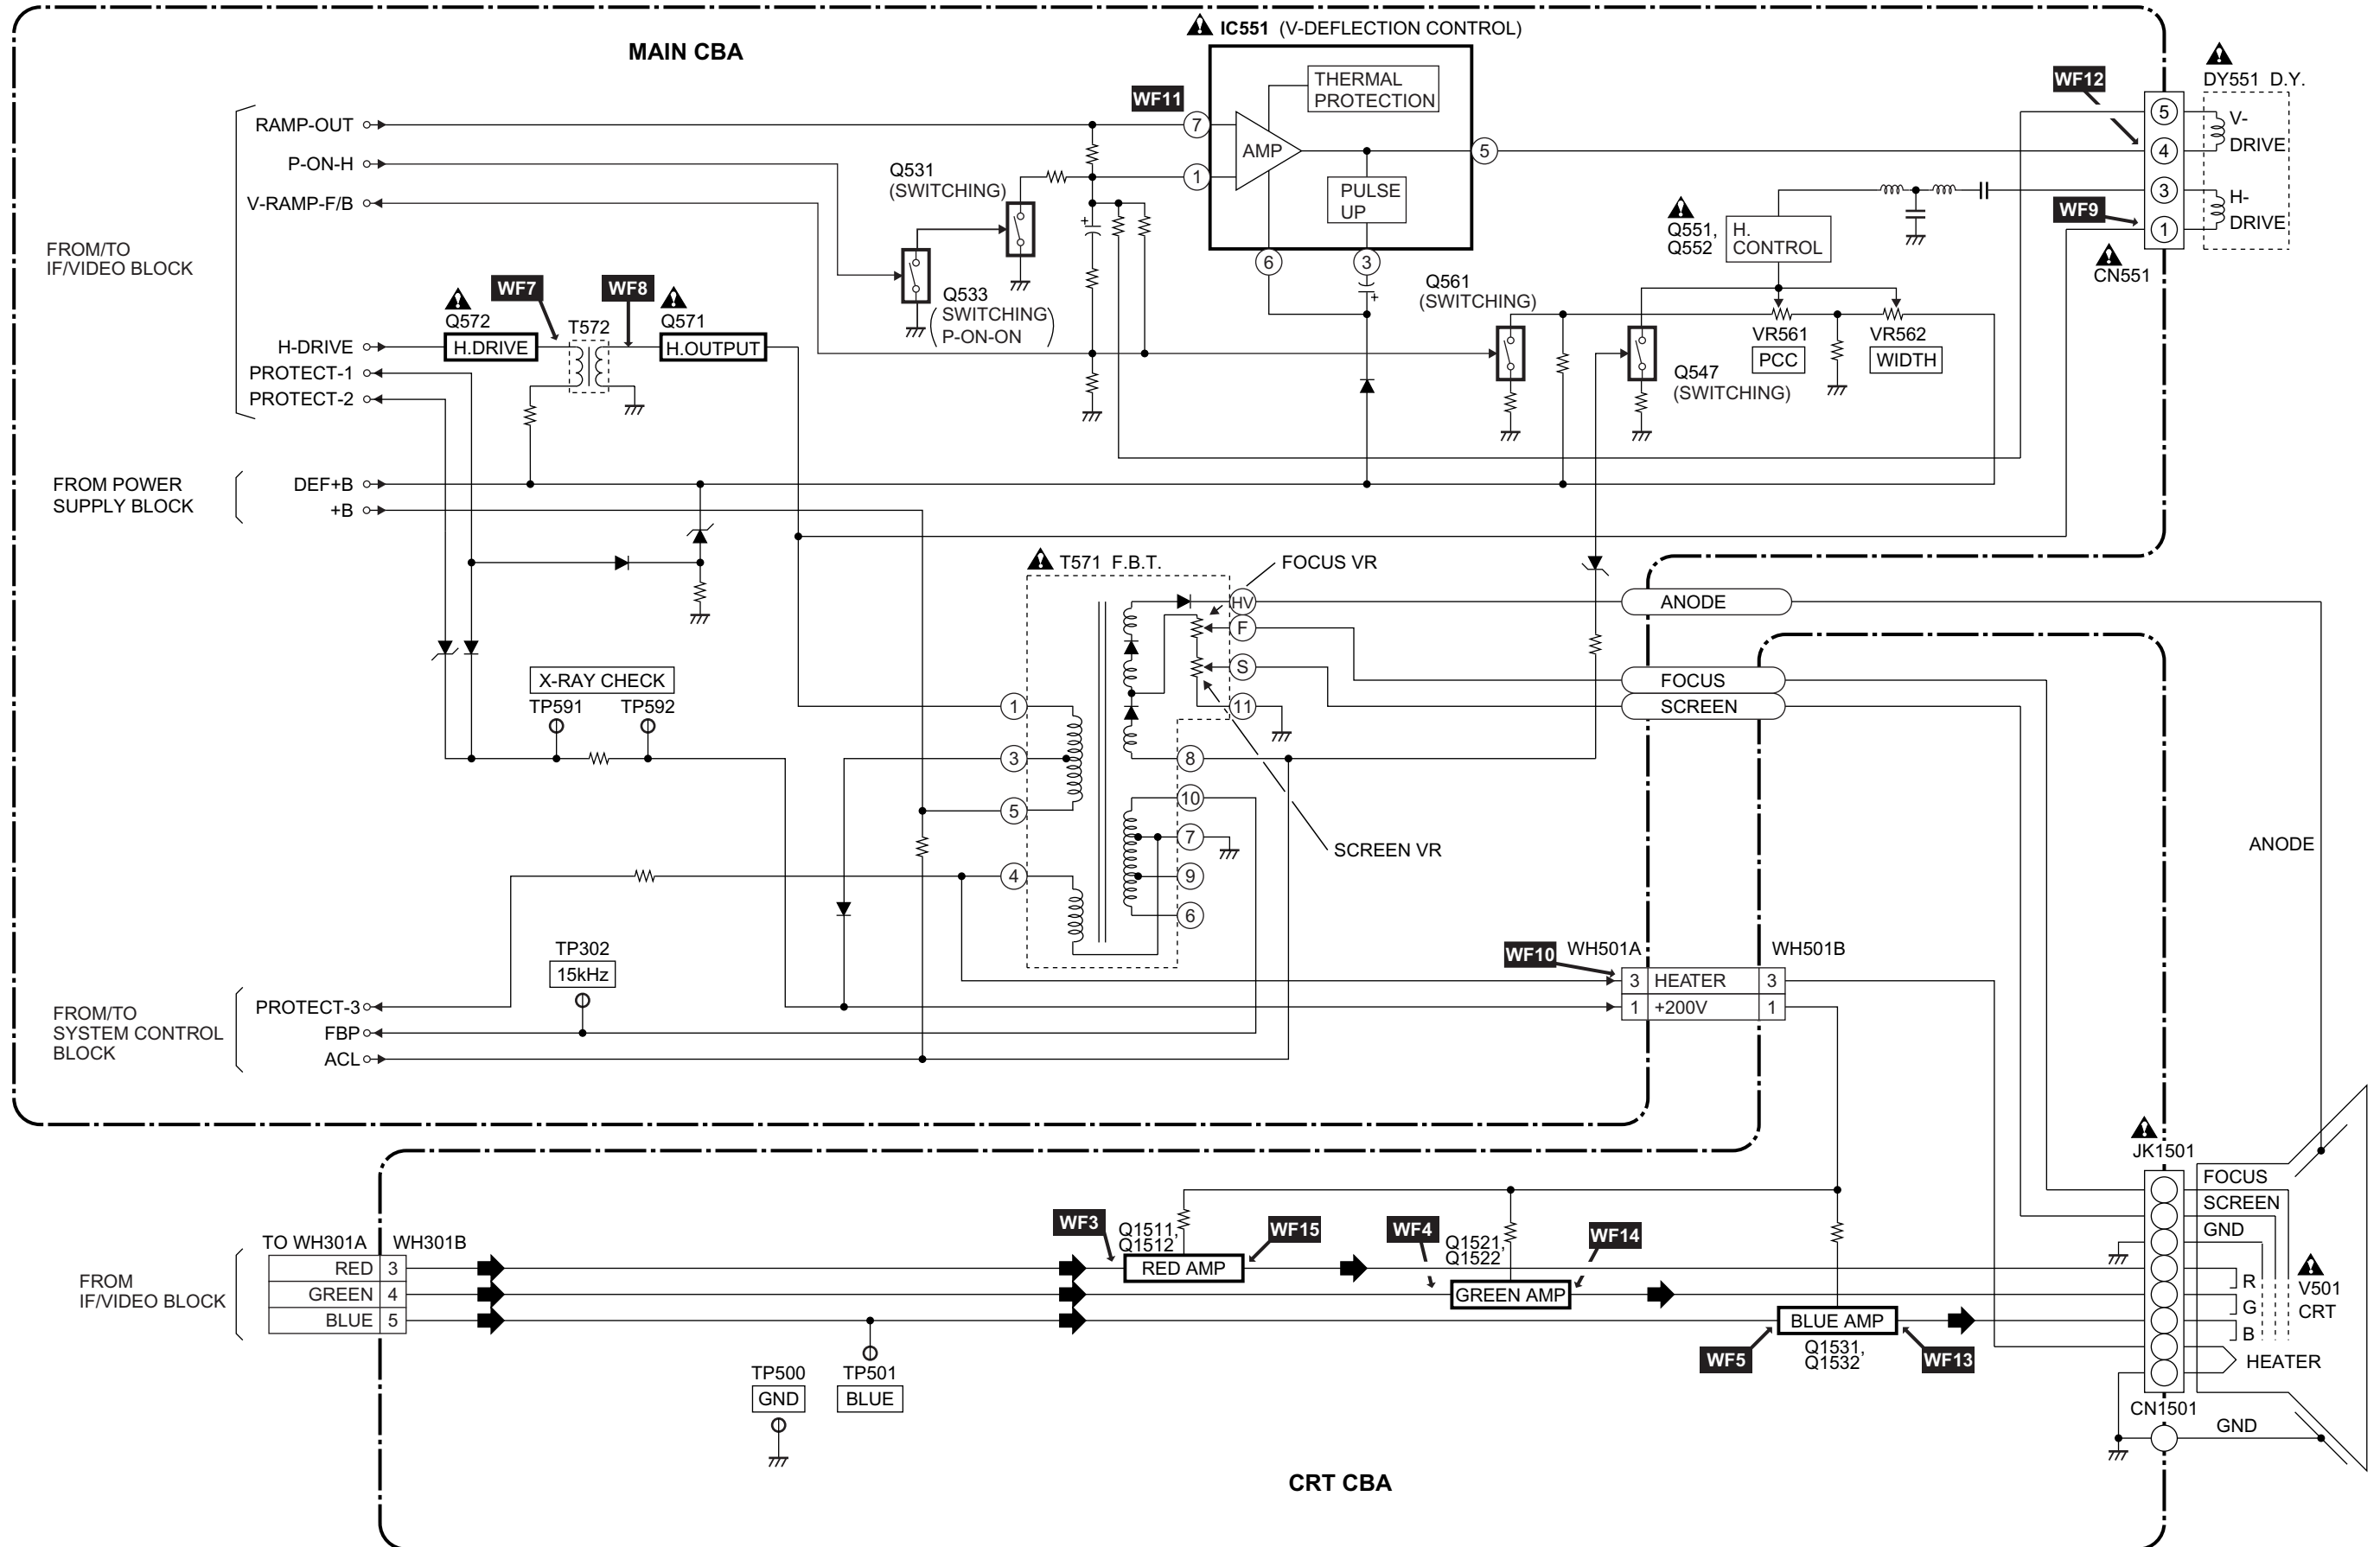 MAIN CBA
IC551 (V-DEFLECTION CONTROL)
THERMAL
PROTECTION
AMP
PULSE
UP
WF11
7
1
5
6
3
WF12
DY551 D.Y.
5
4
3
1
V-
DRIVE
H-
DRIVE
WF9
CN551
FROM/TO
IF/VIDEO BLOCK
RAMP-OUT
P-ON-H
V-RAMP-F/B
H-DRIVE
PROTECT-1
PROTECT-2
Q531
(SWITCHING)
Q533
( SWITCHING )
P-ON-ON
Q551,
Q552
H.
CONTROL
Q561
(SWITCHING)
Q547
(SWITCHING)
VR561
PCC
VR562
WIDTH
Q572
H.DRIVE
WF7
T572
WF8
Q571
H.OUTPUT
+
+
FROM POWER
SUPPLY BLOCK
DEF+B
+B
T571 F.B.T.
FOCUS VR
HV
F
S
11
8
10
7
9
6
1
3
5
4
SCREEN VR
ANODE
FOCUS
SCREEN
ANODE
X-RAY CHECK
TP591
TP592
TP302
15kHz
FROM/TO
SYSTEM CONTROL
BLOCK
PROTECT-3
FBP
ACL
WF10
WH501A
WH501B
3 HEATER 3
1 +200V 1
JK1501
FOCUS
SCREEN
GND
R
G
B
HEATER
V501
CRT
CN1501
GND
FROM
IF/VIDEO BLOCK
TO WH301A WH301B
RED 3
GREEN 4
BLUE 5
WF3
Q1511,
Q1512
RED AMP
WF15
WF4
Q1521,
Q1522
GREEN AMP
WF14
BLUE AMP
Q1531,
Q1532
WF5
WF13
TP500
GND
TP501
BLUE
CRT CBA